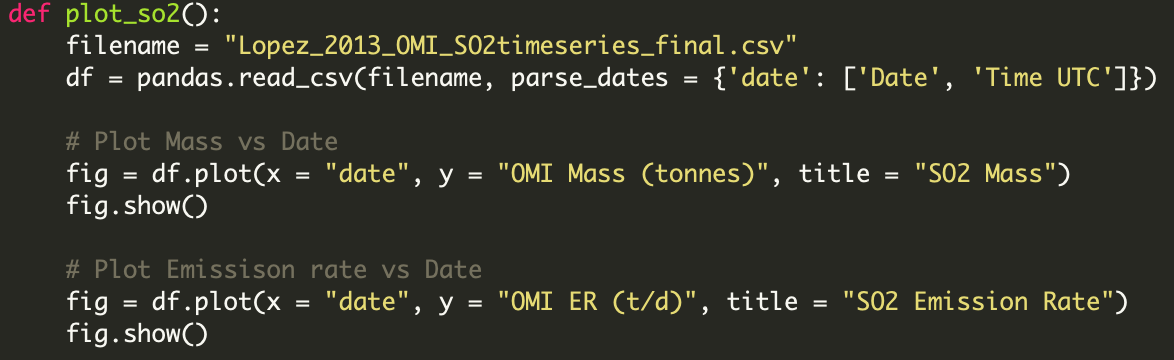 def plot_so2():
    filename = "Lopez_2013_OMI_SO2timeseries_final.csv"
    df = pandas.read_csv(filename, parse_dates = {'date': ['Date', 'Time UTC']})

    # Plot Mass vs Date
    fig = df.plot(x = "date", y = "OMI Mass (tonnes)", title = "SO2 Mass")
    fig.show()

    # Plot Emissison rate vs Date
    fig = df.plot(x = "date", y = "OMI ER (t/d)", title = "SO2 Emission Rate")
    fig.show()